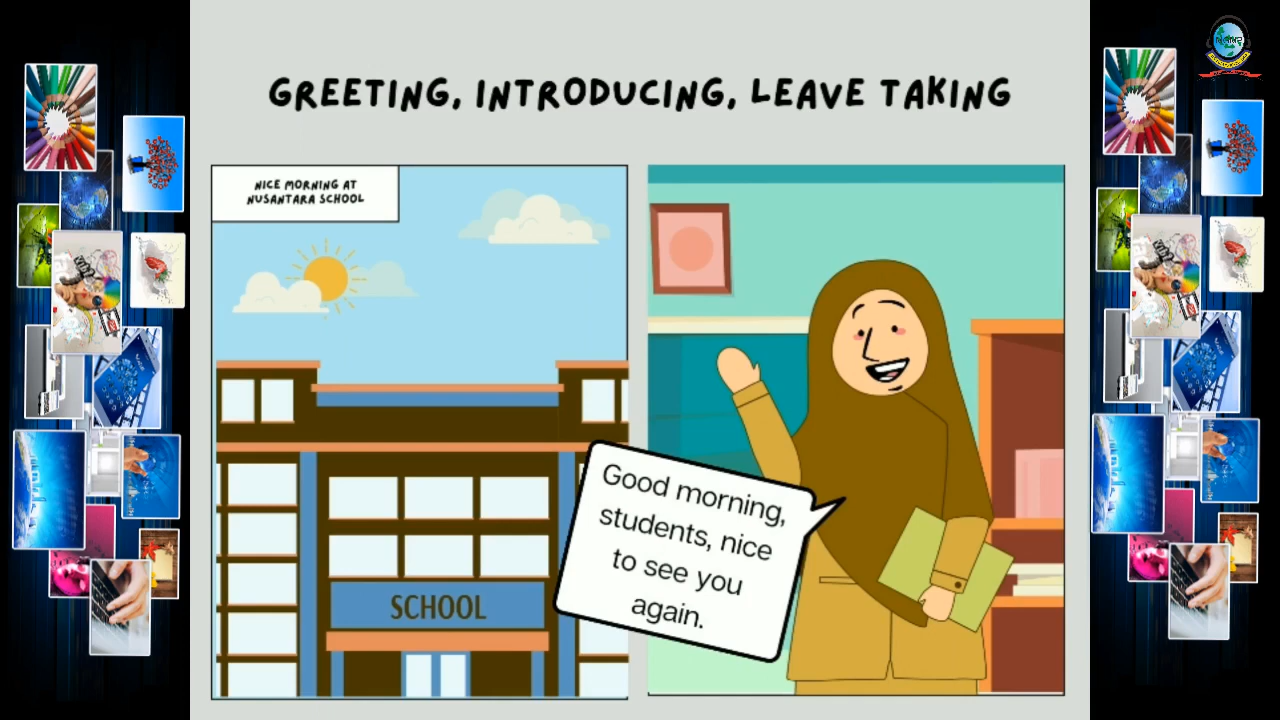 GREETING, INTRODUCING, LEAVE TAKING
NICE MORNING AT
NUSANTARA SCHOOL
SCHOOL
Good morning,
students, nice
to see you
again.